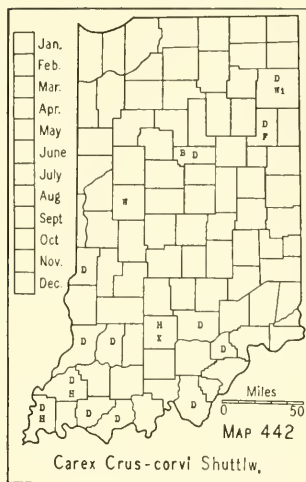 Jan.
Feb.
Mar.
Apr.
May
June
July
Aug
Sept
Oct
Nov.
Dec.
D
W1
D
F
B D
W
D
H
X
D
D
D
D
D
H
D
H
D
D
D
Miles
0 50
MAP 442
Carex Crus-corvi Shuttlw.